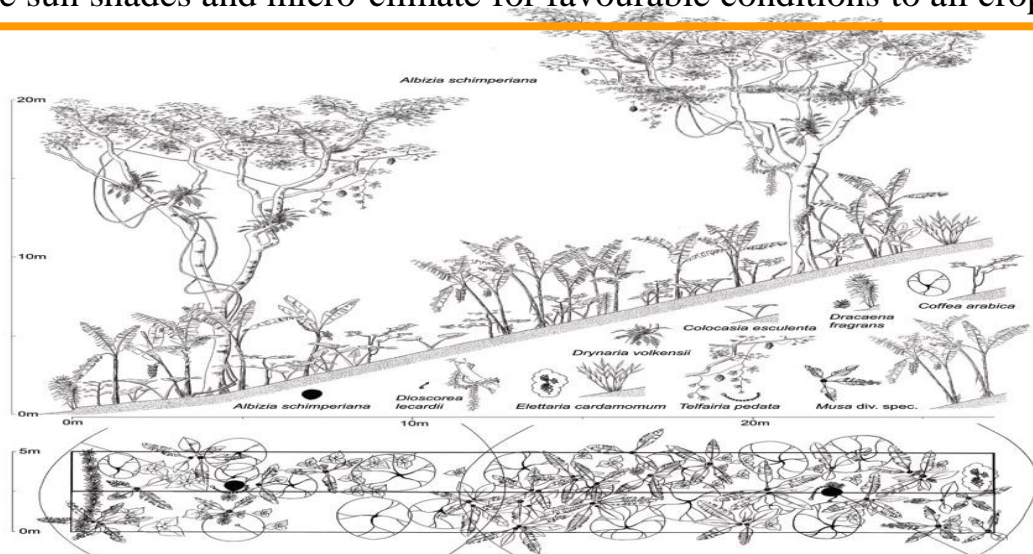 e sun shades and micro-climate for favourable conditions to all crop
Albizia schimperiana
20m
10m
Coffea arabica
Dracaena
fragrans
Colocasia esculenta
Drynaria volkensii
Dioscorea
lecardii
Albizia schimperiana
Elettaria cardamomum
Telfairia pedata
Musa div. spec.
0m
0m
10m
20m
5m
0m